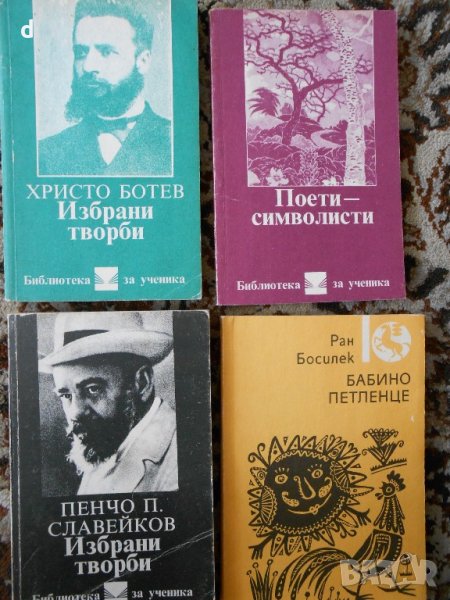 d
ХРИСТО БОТЕВ
Избрани
творби
Библиотека за ученика
Поети —
символисти
Библиотека за ученика
ПЕНЧО П.
СЛАВЕЙКОВ
Избрани
творби
Библиотека за ученика
Ран
Босилек
БАБИНО
ПЕТЛЕНЦЕ
BAZAR